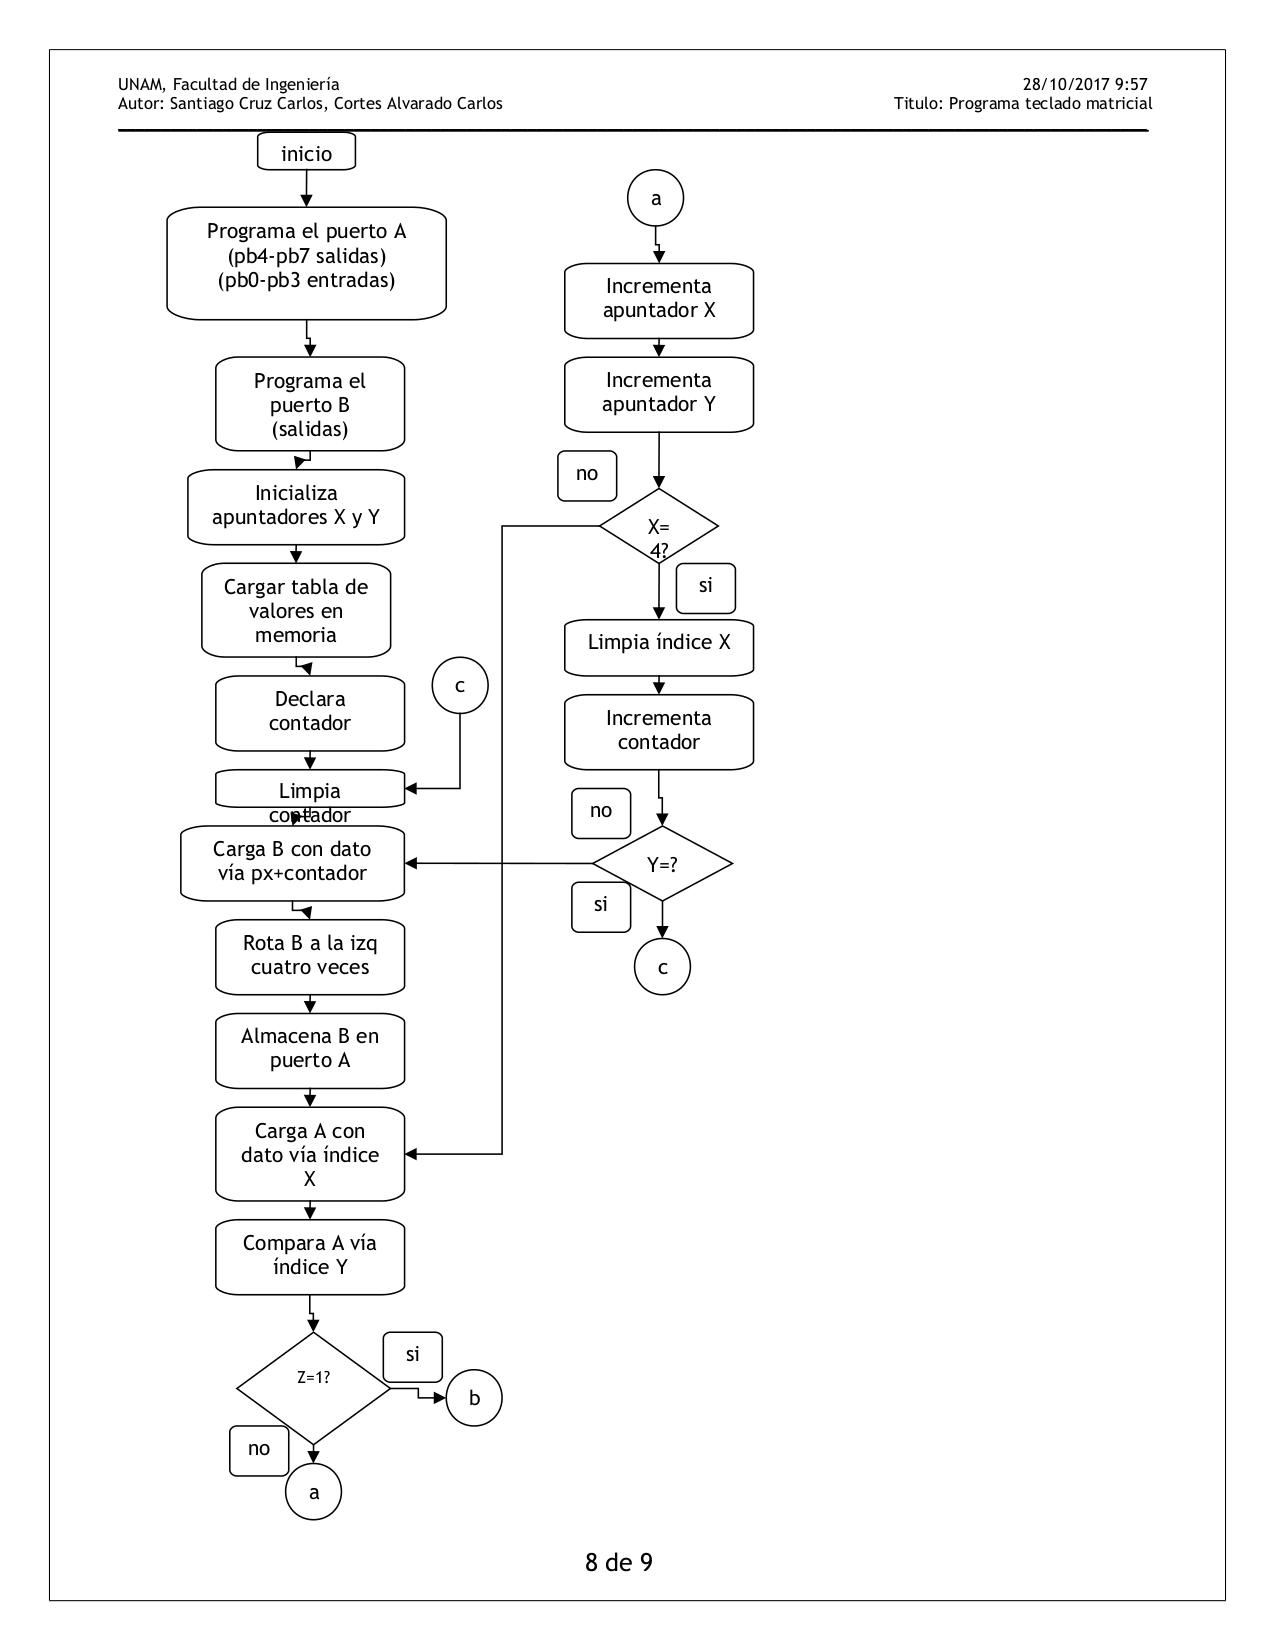 UNAM, Facultad de Ingeniería
28/10/2017 9:57
Autor: Santiago Cruz Carlos, Cortes Alvarado Carlos
Titulo: Programa teclado matricial
inicio
Programa el puerto A
(pb4-pb7 salidas)
(pb0-pb3 entradas)
Programa el
puerto B
(salidas)
Inicializa
apuntadores X y Y
Cargar tabla de
valores en
memoria
Declara
contador
c
Limpia
contador
Carga B con dato
vía px+contador
Rota B a la izq
cuatro veces
Almacena B en
puerto A
Carga A con
dato vía índice
X
Compara A vía
índice Y
Z=1?
si
b
no
a
a
Incrementa
apuntador X
Incrementa
apuntador Y
no
X=
4?
si
Limpia índice X
Incrementa
contador
no
Y=?
si
c
8 de 9